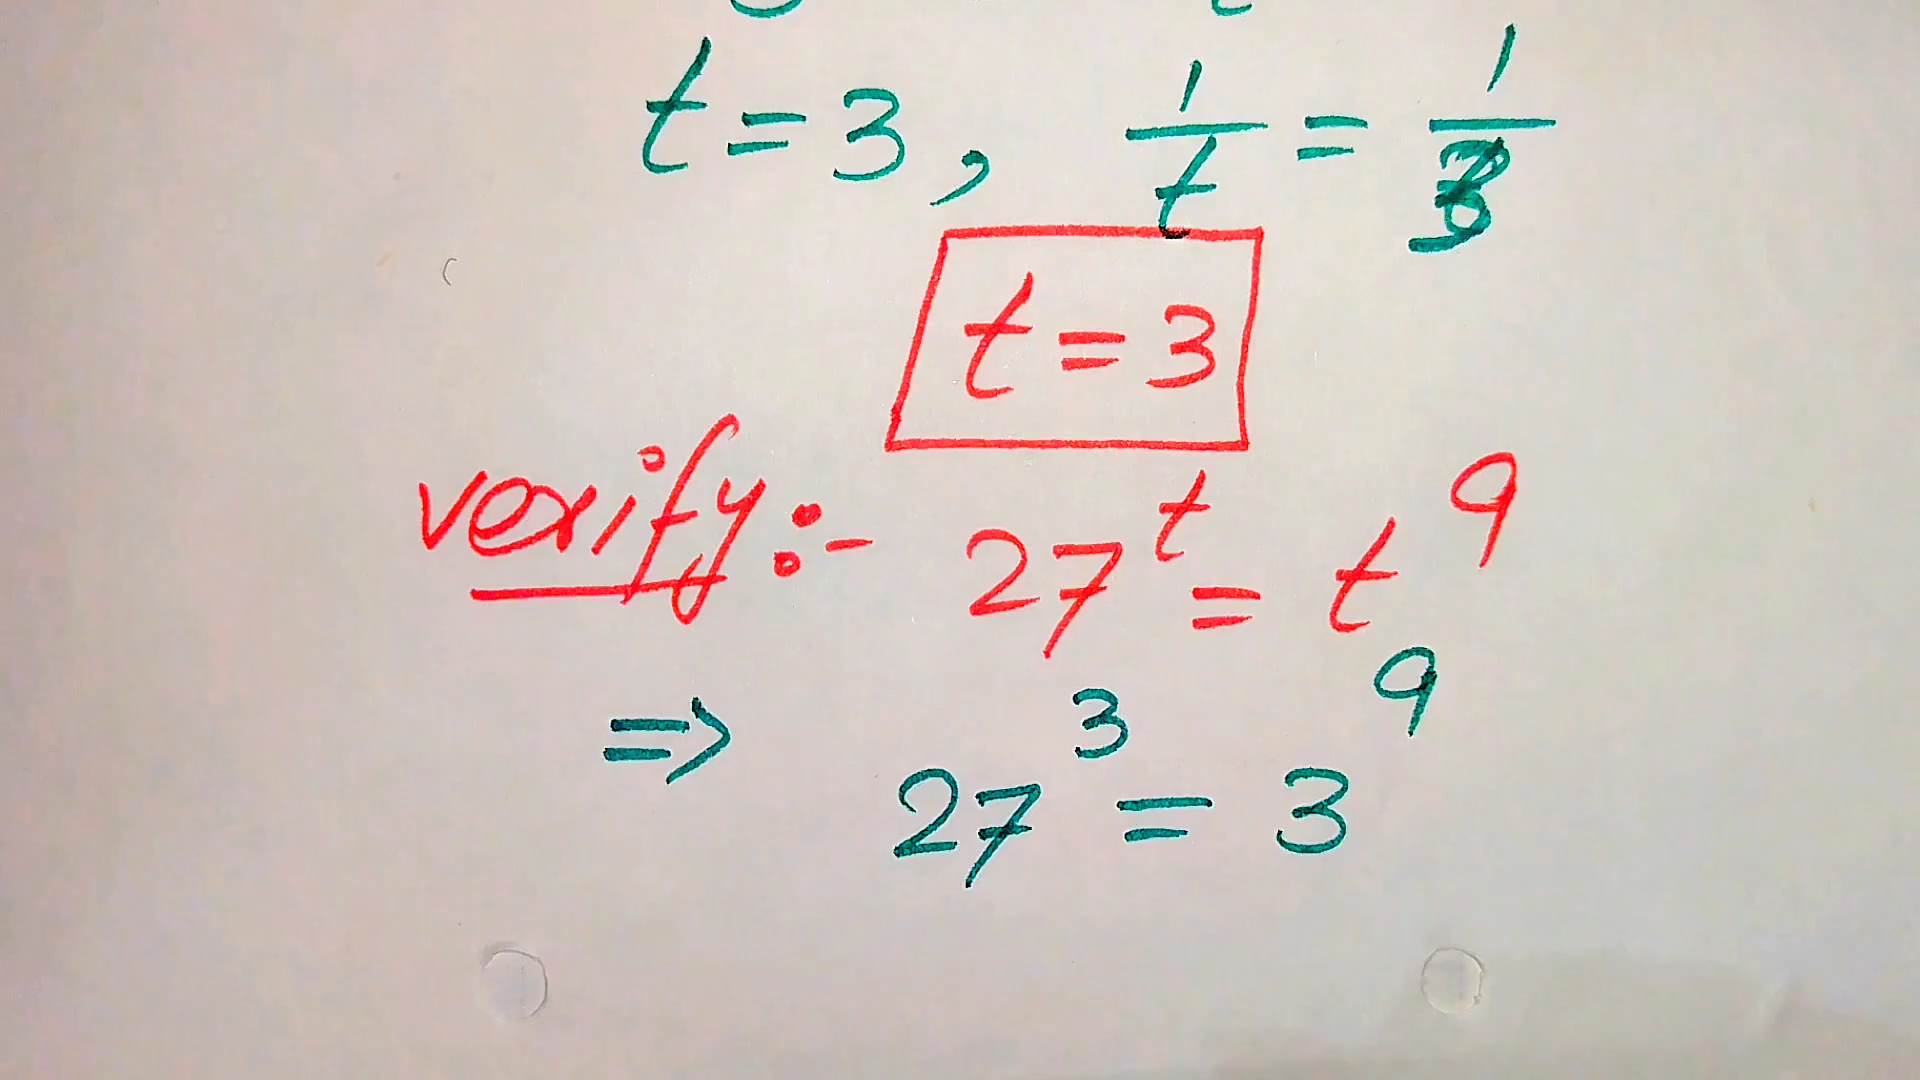 t = 3, 1/t = 1/3
t = 3
verify :- 27^t = t^9
⇒ 27^3 = 3^9